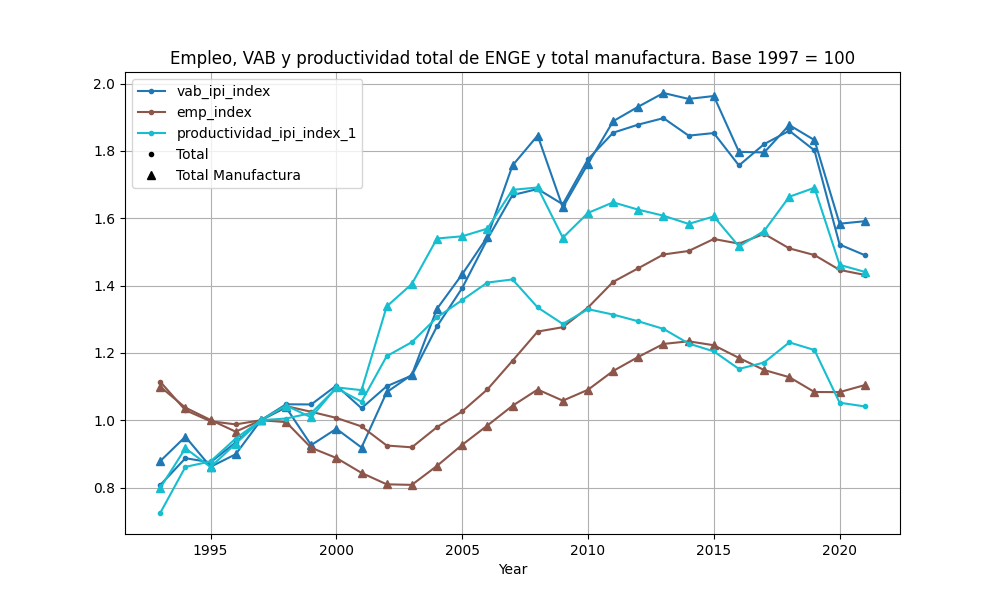 Empleo, VAB y productividad total de ENGE y total manufactura. Base 1997 = 100
vab_ipi_index
emp_index
productividad_ipi_index_1
Total
Total Manufactura
2.0
1.8
1.6
1.4
1.2
1.0
0.8
1995 2000 2005 2010 2015 2020
Year